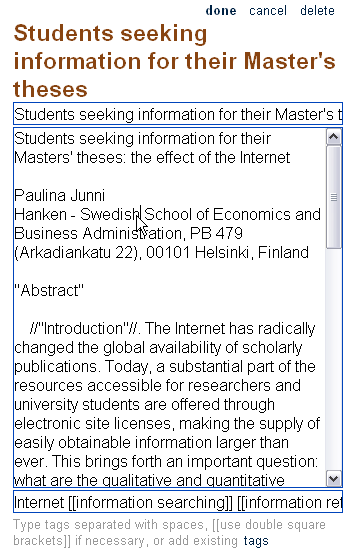 done cancel delete
Students seeking
information for their Master's
theses
Students seeking information for their Master's t
Students seeking information for their
Masters' theses: the effect of the Internet
Paulina Junni
Hanken - Swedish School of Economics and
Business Administration, PB 479
(Arkadiankatu 22), 00101 Helsinki, Finland
"Abstract"
//"Introduction"//. The Internet has radically
changed the global availability of scholarly
publications. Today, a substantial part of the
resources accessible for researchers and
university students are offered through
electronic site licenses, making the supply of
easily obtainable information larger than
ever. This brings forth an important question:
what are the qualitative and quantitative
Internet [[information searching]] [[information ret
Type tags separated with spaces, [[use double square
brackets]] if necessary, or add existing tags